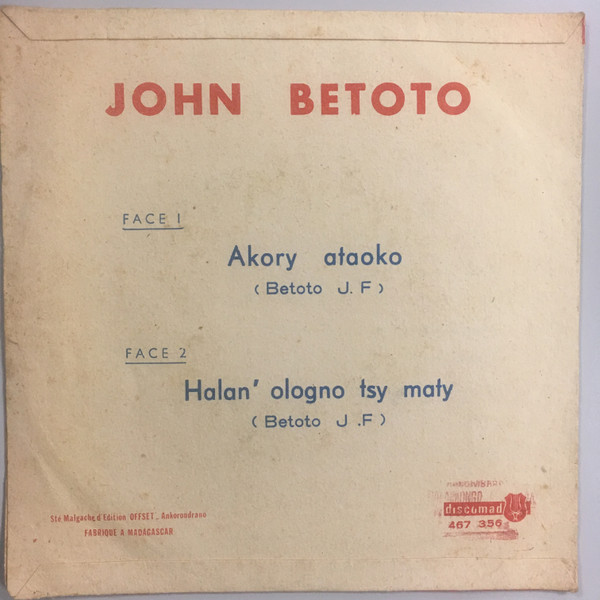 JOHN BETOTO
FACE 1
Akory ataoko
(Betoto J.F)
FACE 2
Halan' ologno tsy maty
(Betoto J.F)
Sté Malgache d'Edition OFFSET_ Ankorondrano
FABRIQUE A MADAGASCAR
discomad
467 356